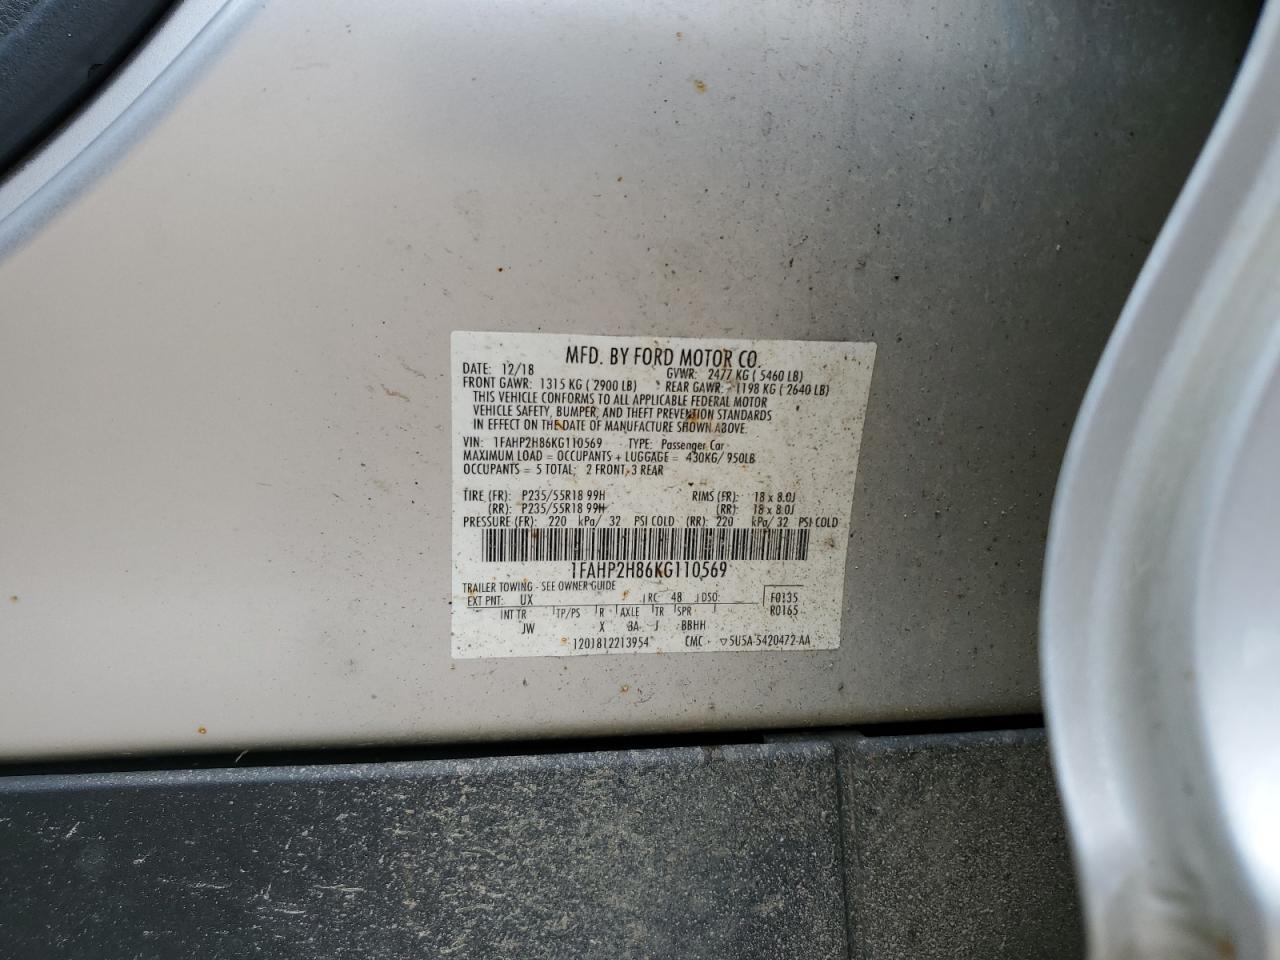 MFD. BY FORD MOTOR CO.
DATE: 12/18 GVWR: 2477 KG ( 5460 LB)
FRONT GAWR: 1315 KG ( 2900 LB) REAR GAWR: 1198 KG ( 2640 LB)
THIS VEHICLE CONFORMS TO ALL APPLICABLE FEDERAL MOTOR
VEHICLE SAFETY, BUMPER, AND THEFT PREVENTION STANDARDS
IN EFFECT ON THE DATE OF MANUFACTURE SHOWN ABOVE.
VIN: 1FAHP2H86KG110569 TYPE: Passenger Car
MAXIMUM LOAD = OCCUPANTS + LUGGAGE = 430KG/ 950LB
OCCUPANTS = 5 TOTAL: 2 FRONT, 3 REAR
TIRE (FR): P235/55R18 99H RIMS (FR): 18 x 8.0J
(RR): P235/55R18 99H (RR): 18 x 8.0J
PRESSURE (FR): 220 kPa/ 32 PSI COLD (RR): 220 kPa/ 32 PSI COLD
1FAHP2H86KG110569
TRAILER TOWING - SEE OWNER GUIDE
EXT PNT: UX RC: 48 DSO: F0135
INT TR TP/PS R AXLE TR SPR R0165
JW X 3A J BBHH
120J812213954 CMC ▽5U5A-5420472-AA